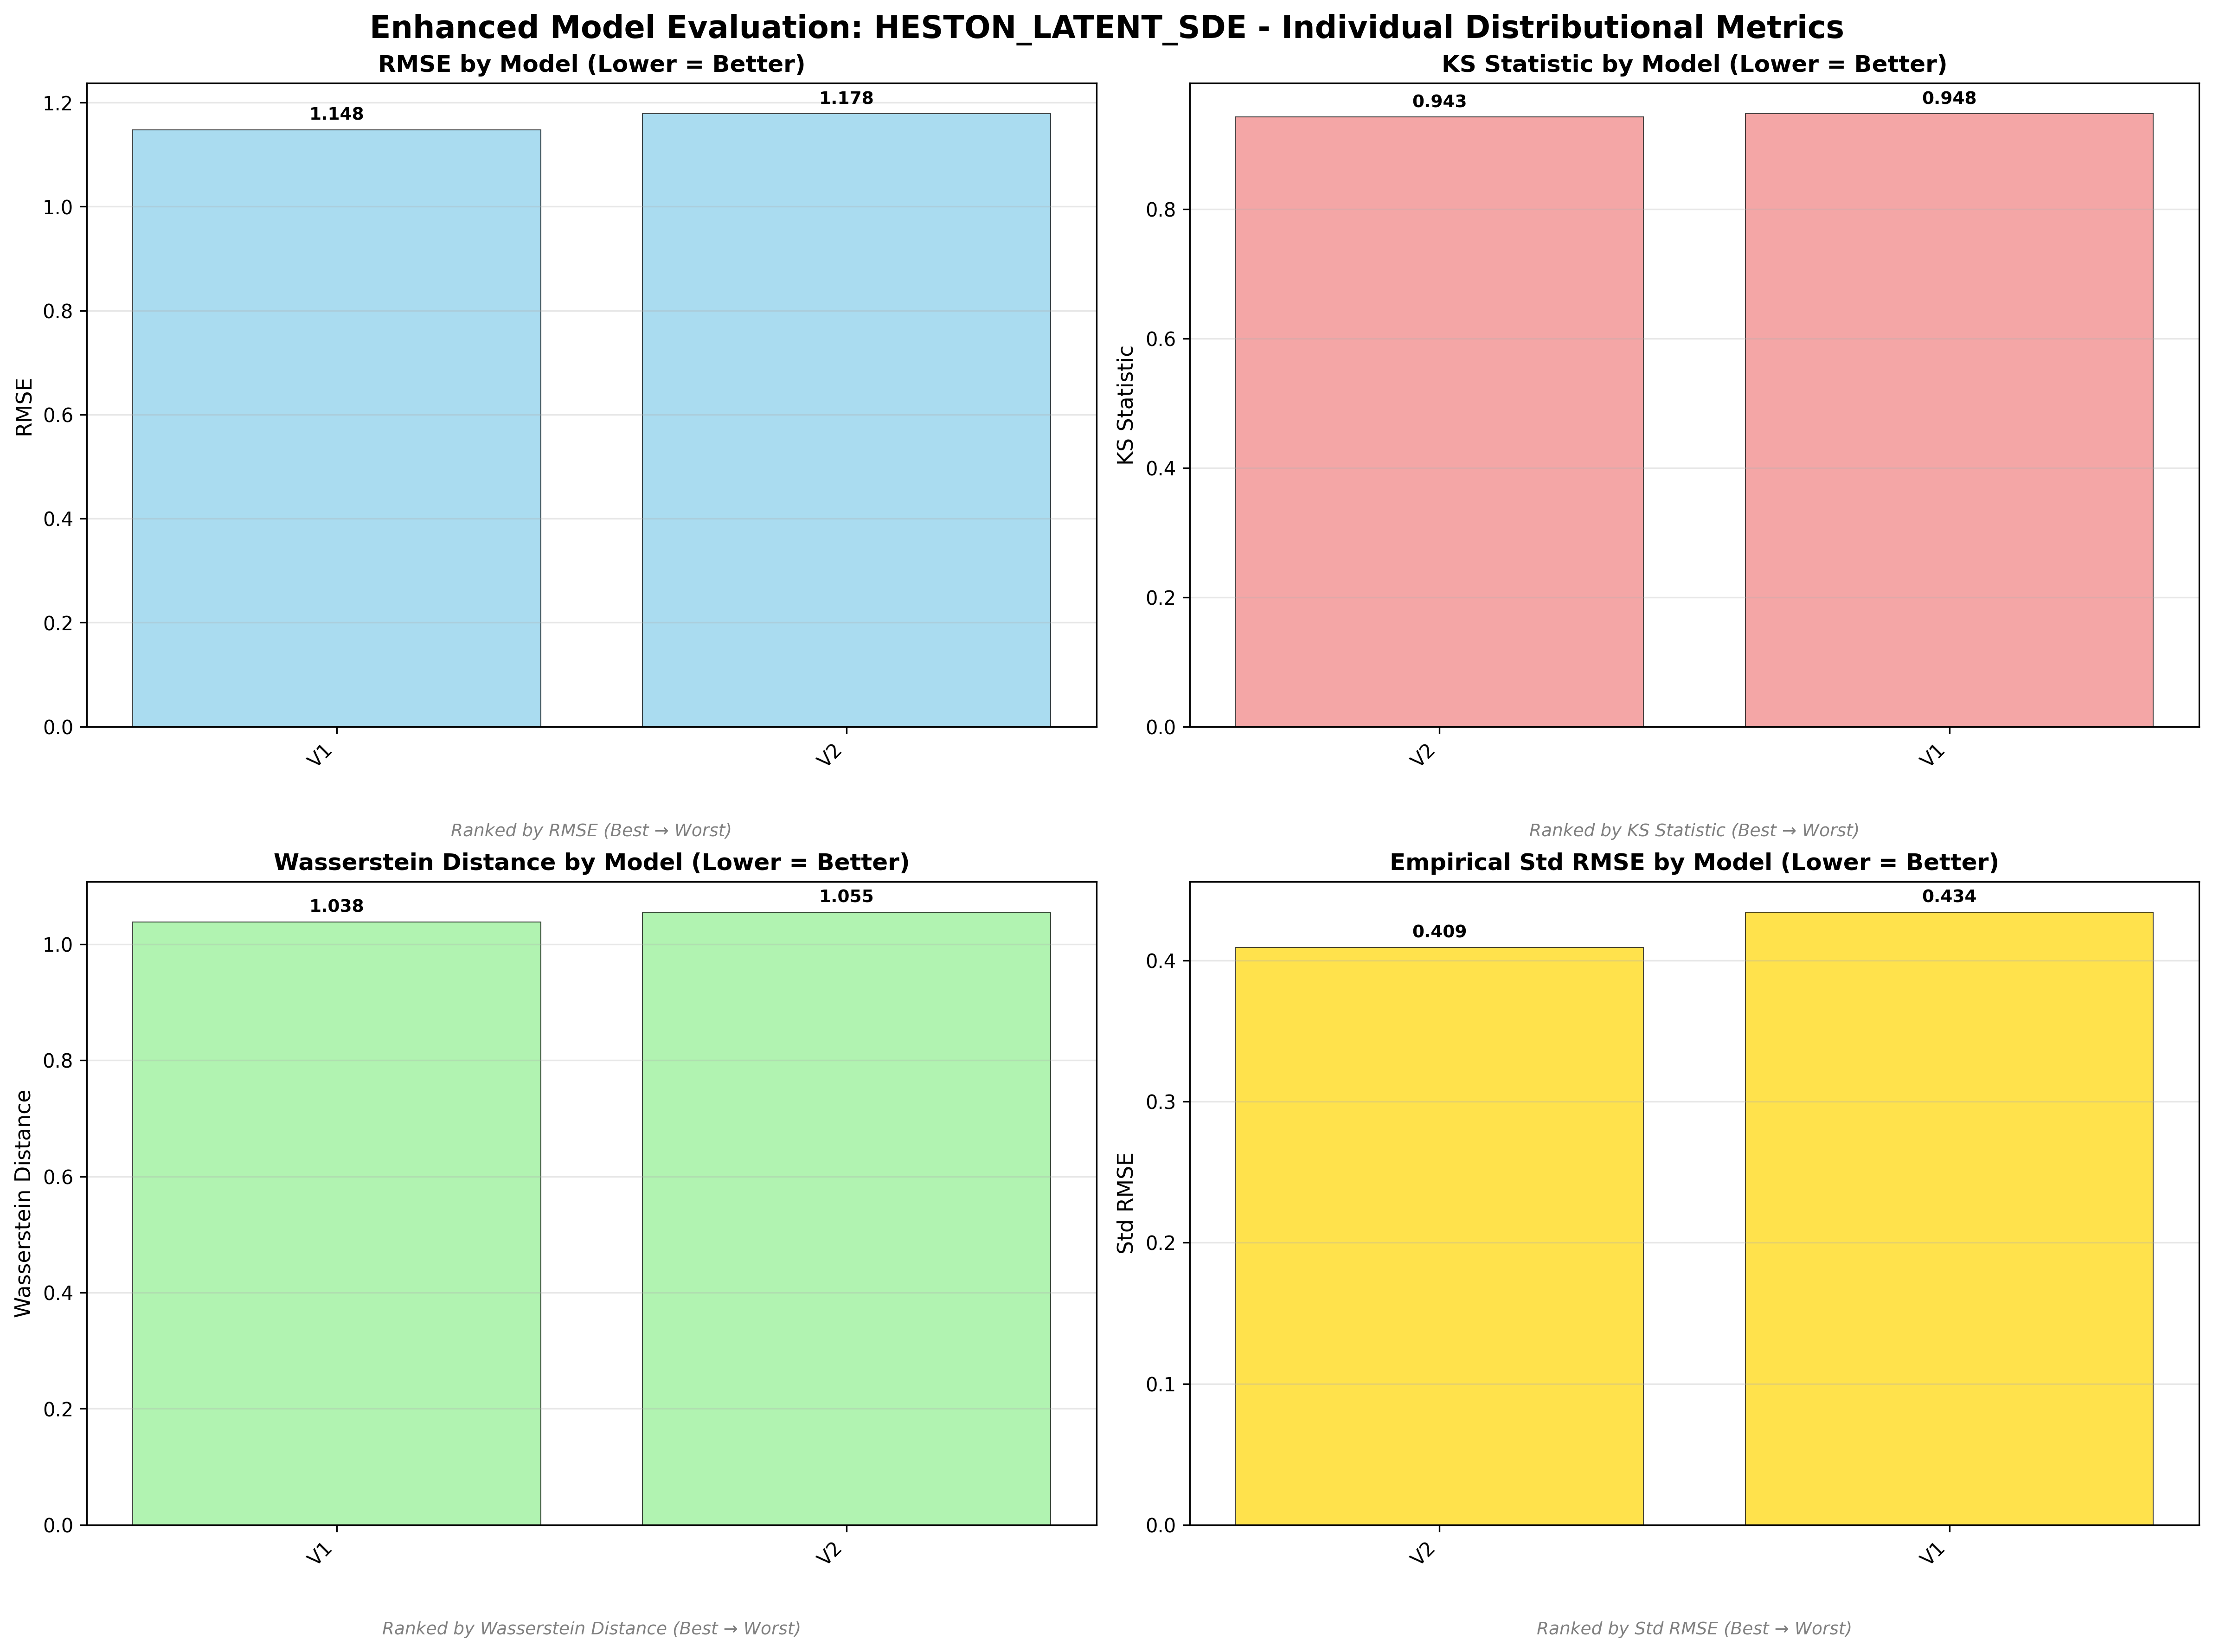 Enhanced Model Evaluation: HESTON_LATENT_SDE - Individual Distributional Metrics
RMSE by Model (Lower = Better)
1.2
1.0
0.8
0.6
0.4
0.2
0.0
RMSE
1.148
1.178
V1
V2
Ranked by RMSE (Best → Worst)
KS Statistic by Model (Lower = Better)
0.8
0.6
0.4
0.2
0.0
KS Statistic
0.943
0.948
V2
V1
Ranked by KS Statistic (Best → Worst)
Wasserstein Distance by Model (Lower = Better)
1.0
0.8
0.6
0.4
0.2
0.0
Wasserstein Distance
1.038
1.055
V1
V2
Ranked by Wasserstein Distance (Best → Worst)
Empirical Std RMSE by Model (Lower = Better)
0.4
0.3
0.2
0.1
0.0
Std RMSE
0.409
0.434
V2
V1
Ranked by Std RMSE (Best → Worst)